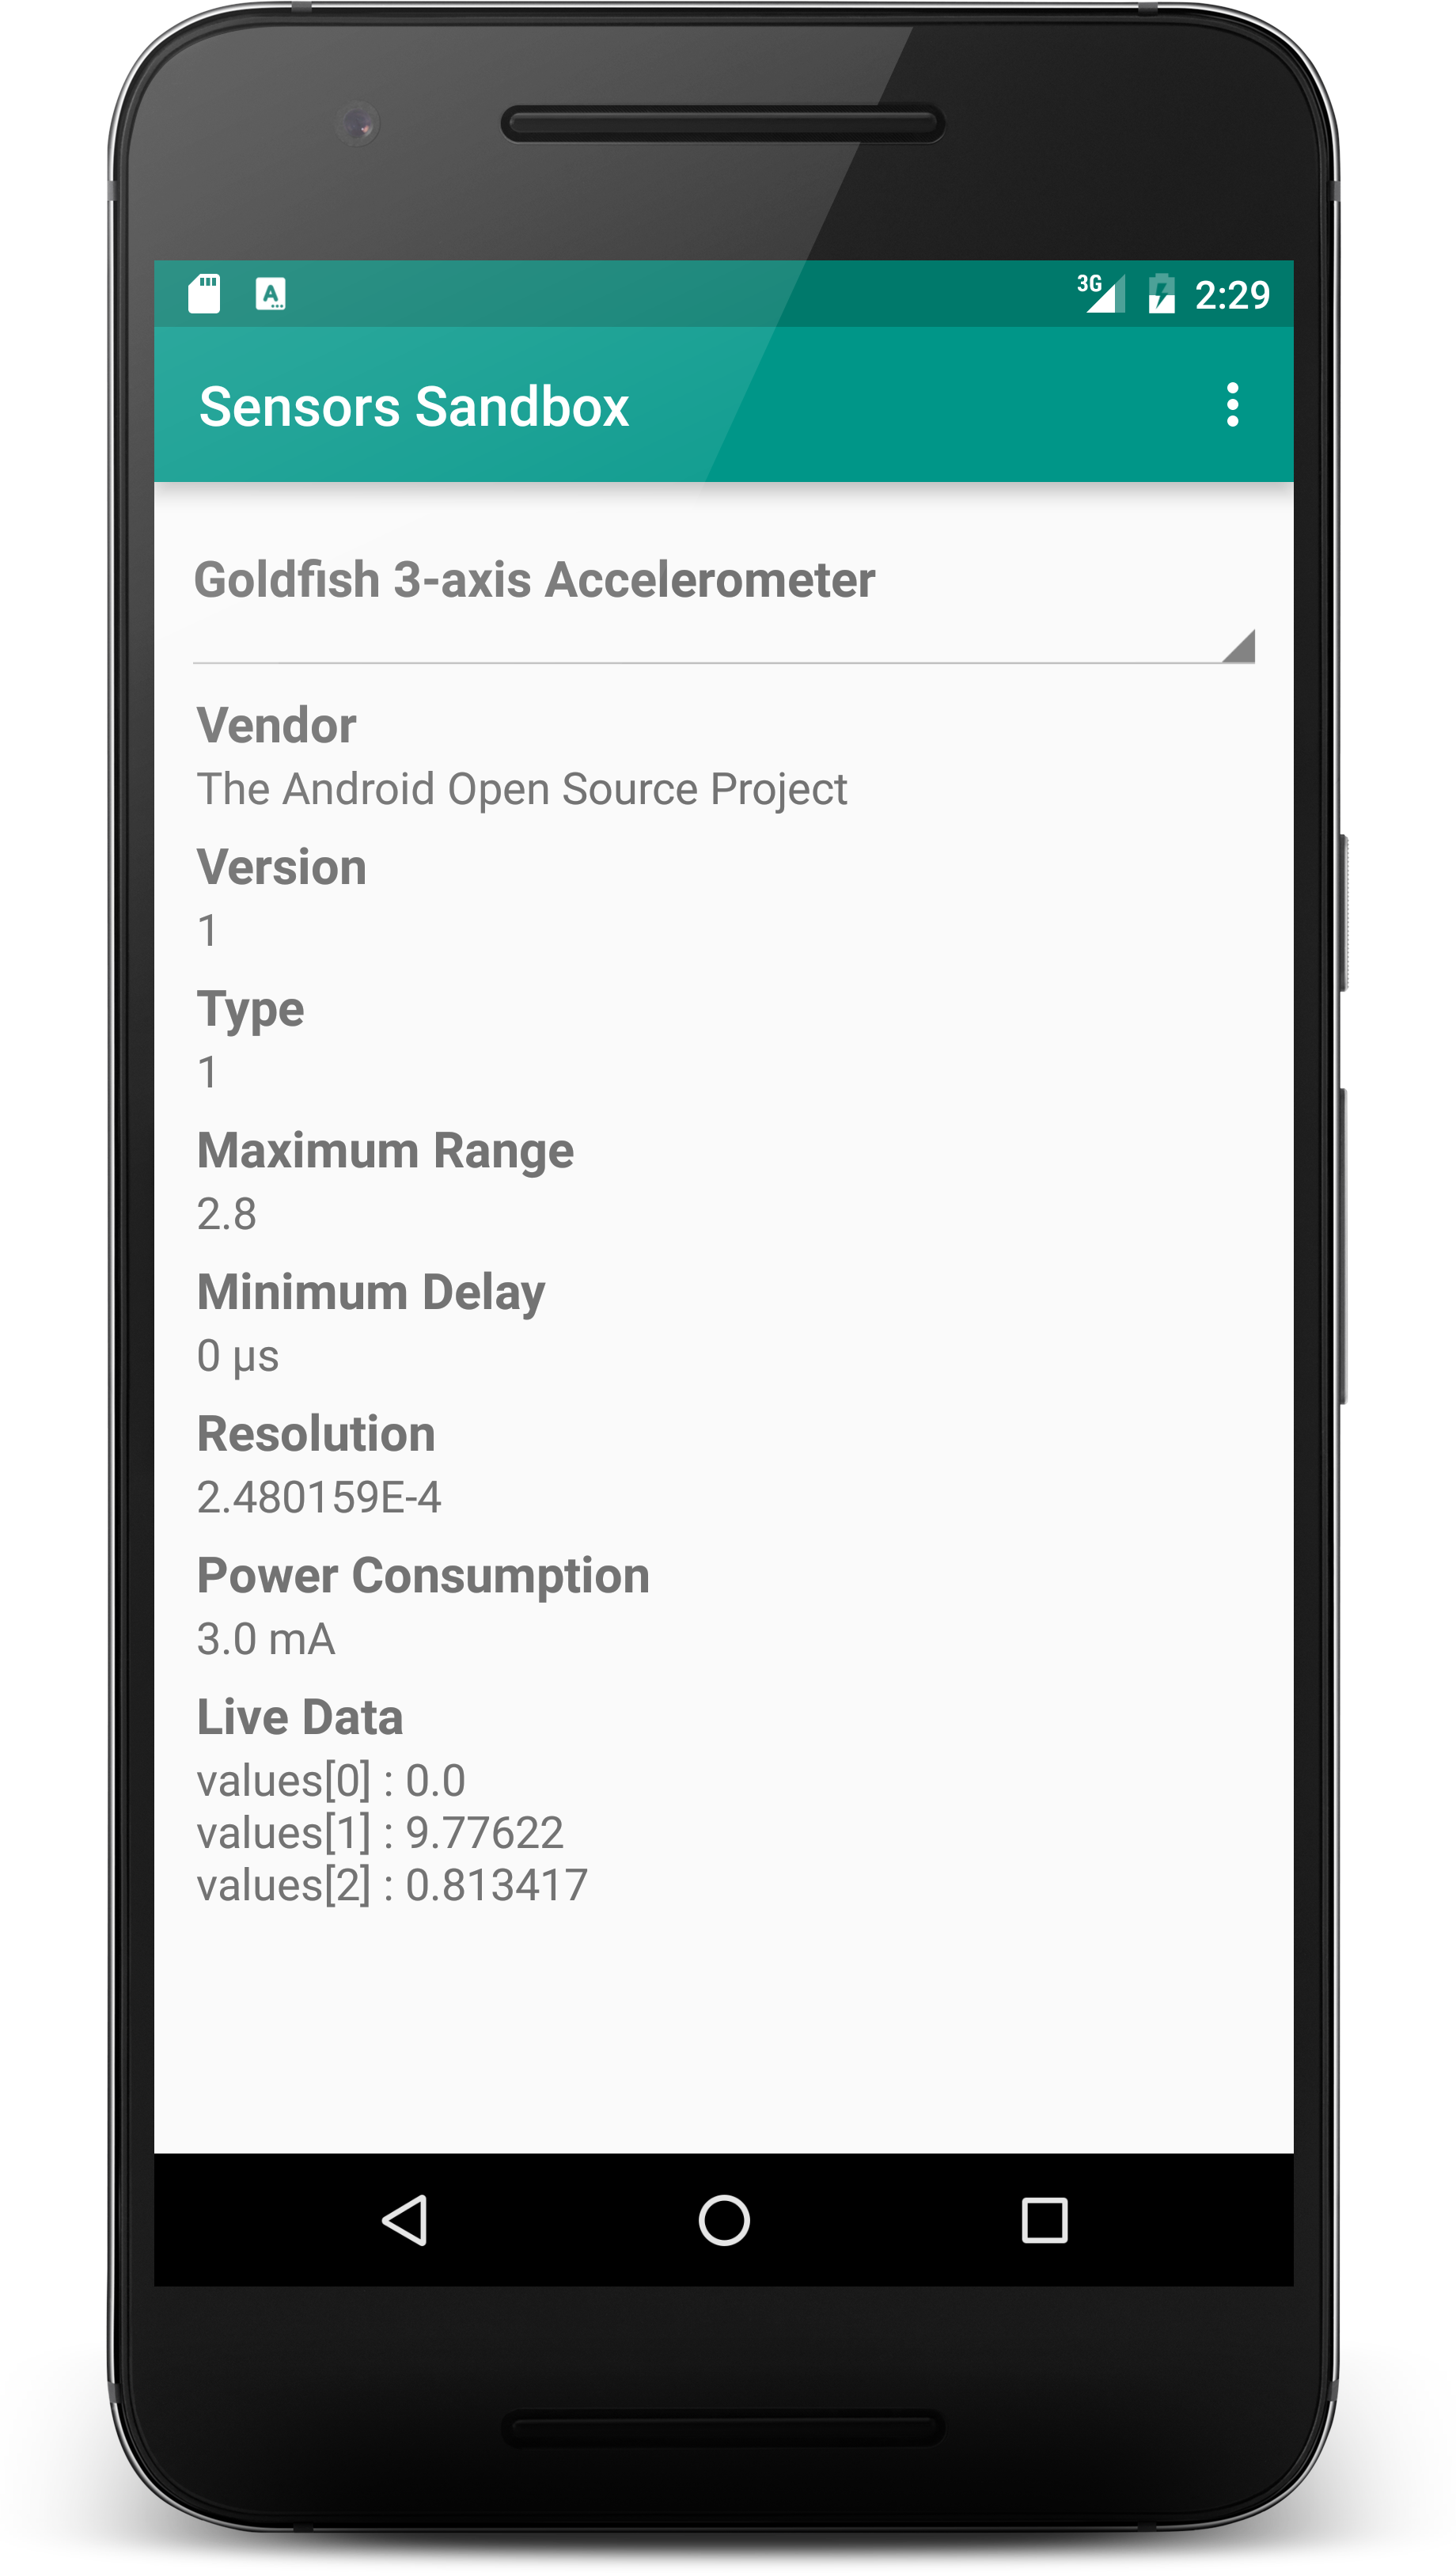 3G 2:29
Sensors Sandbox
Goldfish 3-axis Accelerometer
Vendor
The Android Open Source Project
Version
1
Type
1
Maximum Range
2.8
Minimum Delay
0 µs
Resolution
2.480159E-4
Power Consumption
3.0 mA
Live Data
values[0] : 0.0
values[1] : 9.77622
values[2] : 0.813417